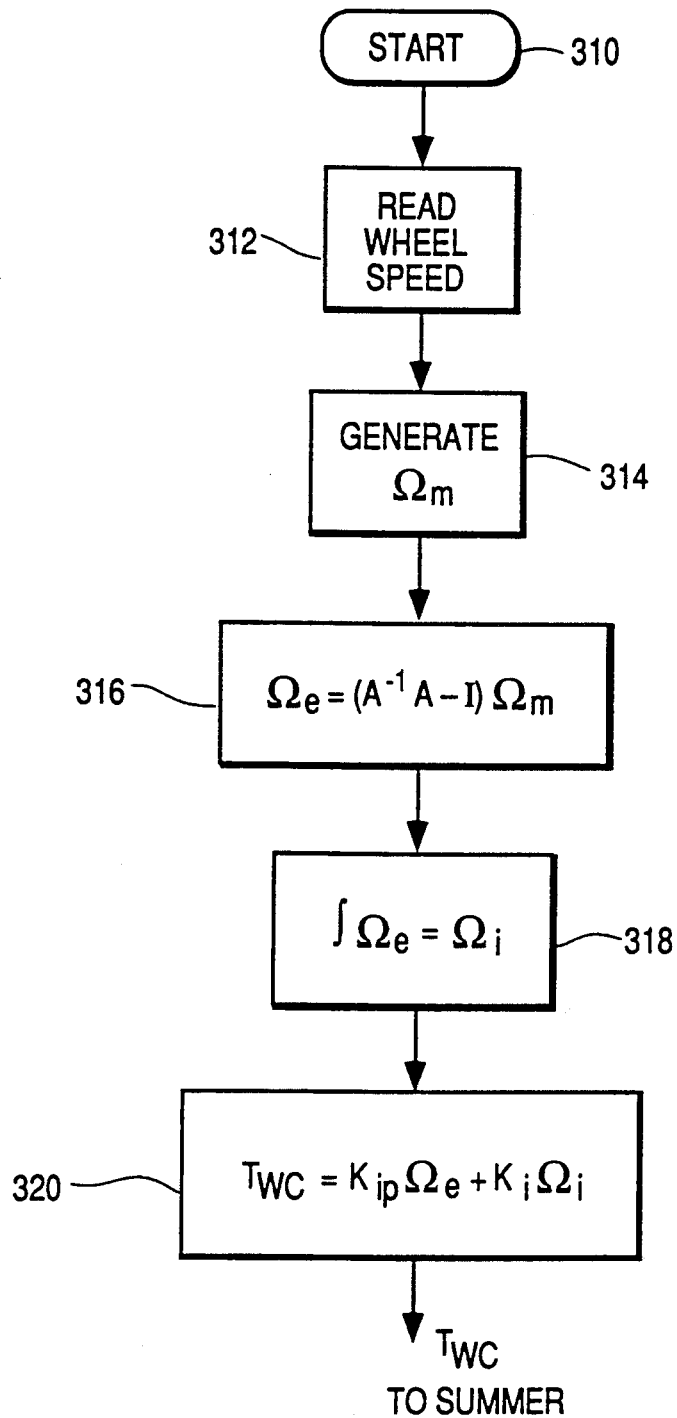 START
310
READ
WHEEL
SPEED
312
GENERATE
Ωm
314
Ωe = (A⁻¹ A – I) Ωm
316
∫ Ωe = Ωi
318
TWC = Kip Ωe + Ki Ωi
320
TWC
TO SUMMER